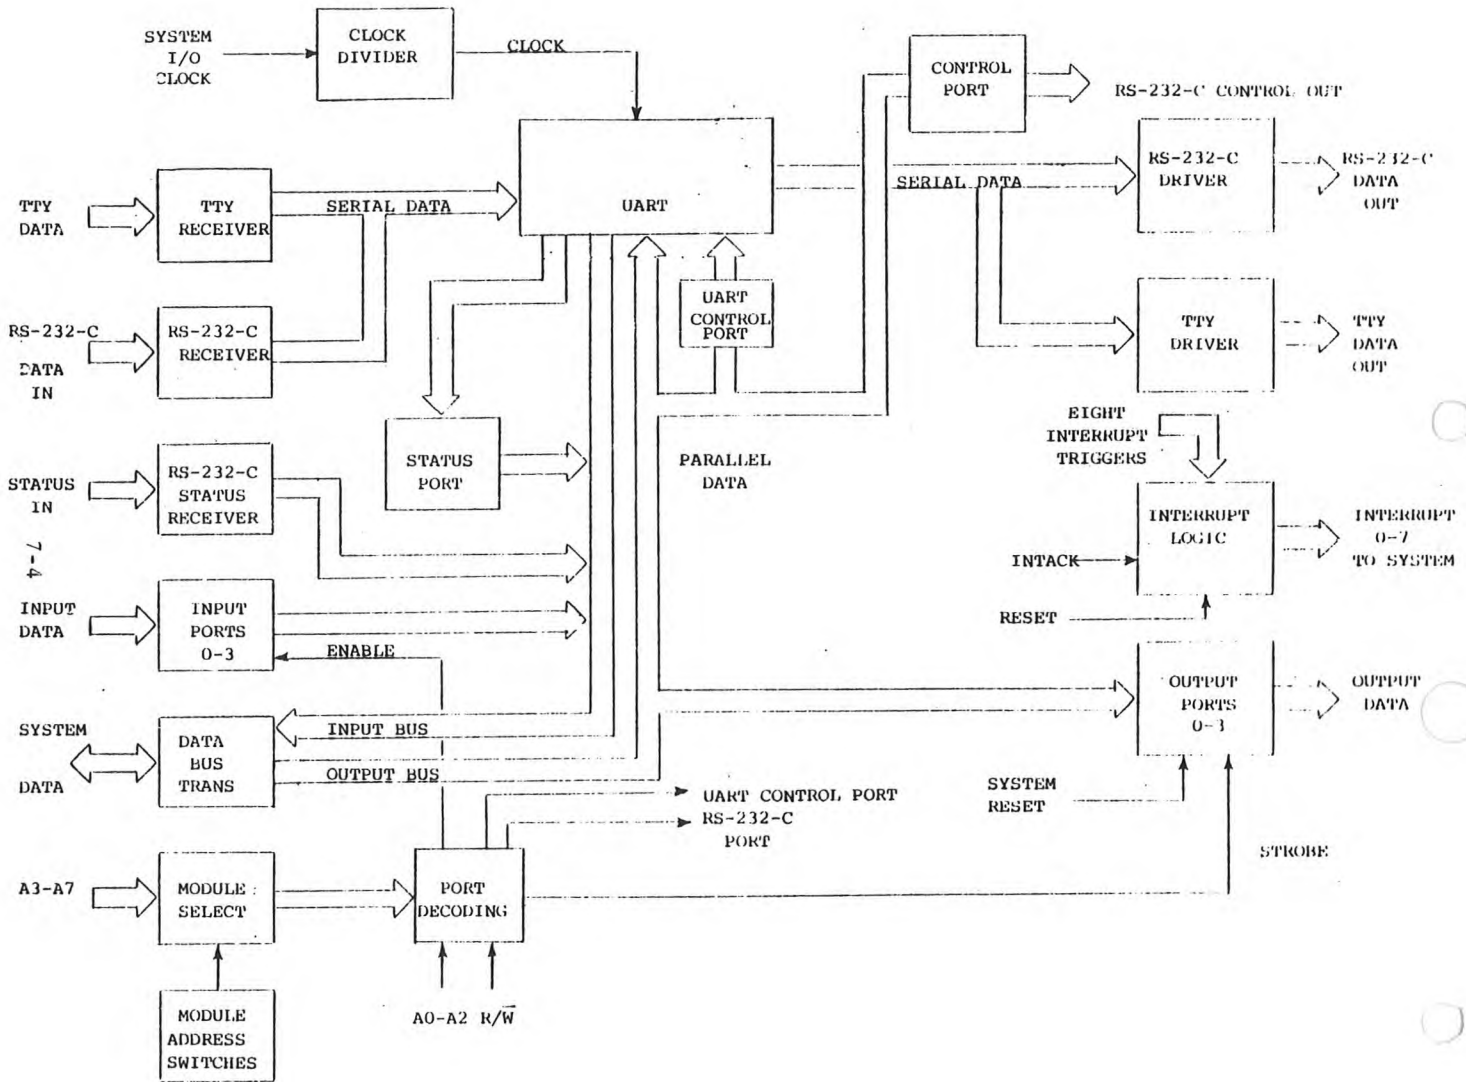 SYSTEM
I/O
CLOCK
CLOCK
DIVIDER
CLOCK
CONTROL
PORT
RS-232-C CONTROL OUT
TTY
DATA
TTY
RECEIVER
SERIAL DATA
UART
SERIAL DATA
RS-232-C
DRIVER
RS-232-C
DATA
OUT
RS-232-C
DATA
IN
RS-232-C
RECEIVER
UART
CONTROL
PORT
TTY
DRIVER
TTY
DATA
OUT
STATUS
IN
RS-232-C
STATUS
RECEIVER
STATUS
PORT
PARALLEL
DATA
EIGHT
INTERRUPT
TRIGGERS
INTERRUPT
LOGIC
INTERRUPT
0-7
TO SYSTEM
INTACK
RESET
7-4
INPUT
DATA
INPUT
PORTS
0-3
ENABLE
OUTPUT
PORTS
0-3
OUTPUT
DATA
SYSTEM
DATA
DATA
BUS
TRANS
INPUT BUS
OUTPUT BUS
UART CONTROL PORT
RS-232-C
PORT
SYSTEM
RESET
STROBE
A3-A7
MODULE
SELECT
PORT
DECODING
A0-A2 R/W̅
MODULE
ADDRESS
SWITCHES